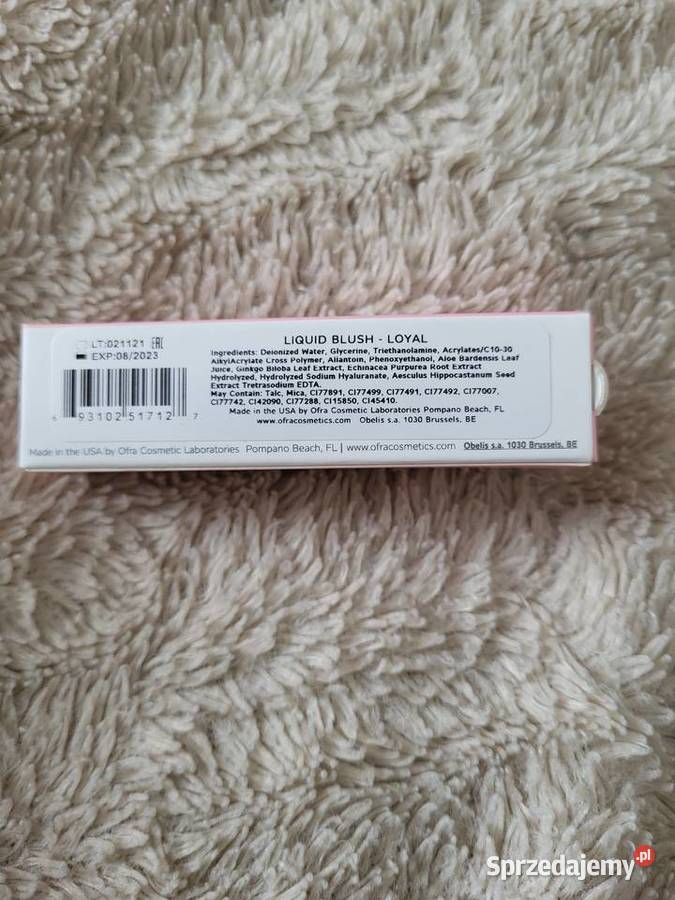 LT:021121 EAC
EXP:08/2023
6 93102 51712 7
LIQUID BLUSH - LOYAL
Ingredients: Deionized Water, Glycerine, Triethanolamine, Acrylates/C10-30
AlkylAcrylate Cross Polymer, Allantoin, Phenoxyethanol, Aloe Bardensis Leaf
Juice, Ginkgo Biloba Leaf Extract, Echinacea Purpurea Root Extract
Hydrolyzed, Hydrolyzed Sodium Hyaluronate, Aesculus Hippocastanum Seed
Extract Tretrasodium EDTA.
May Contain: Talc, Mica, CI77891, CI77499, CI77491, CI77492, CI77007,
CI77742, CI42090, CI77288, CI15850, CI45410.
Made in the USA by Ofra Cosmetic Laboratories Pompano Beach, FL
www.ofracosmetics.com Obelis s.a. 1030 Brussels, BE
Made in the USA by Ofra Cosmetic Laboratories Pompano Beach, FL | www.ofracosmetics.com Obelis s.a. 1030 Brussels, BE
Sprzedajemy.pl